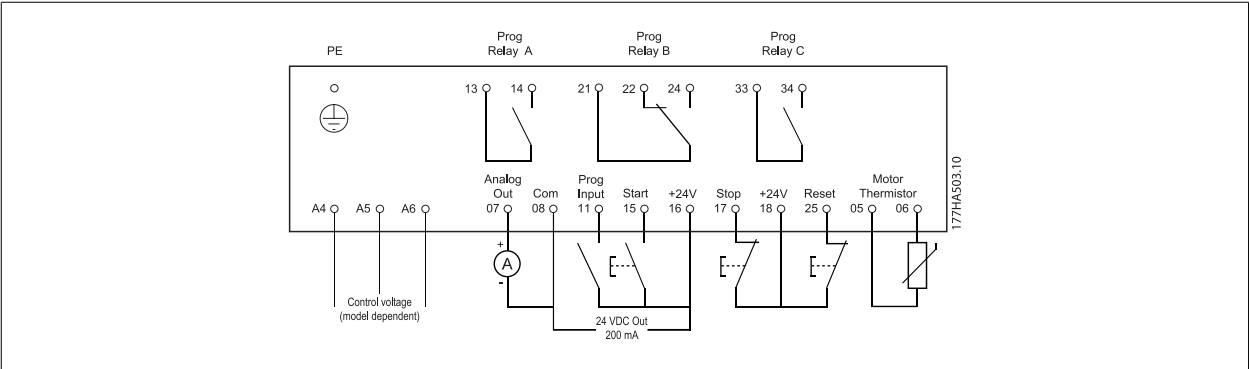 Prog Prog Prog
PE Relay A Relay B Relay C
13 14 21 22 24 33 34
Analog Prog Motor
Out Com Input Start +24V Stop +24V Reset Thermistor
A4 A5 A6 07 08 11 15 16 17 18 25 05 06
+
A
-
Control voltage
(model dependent)
24 VDC Out
200 mA
177HA503.10